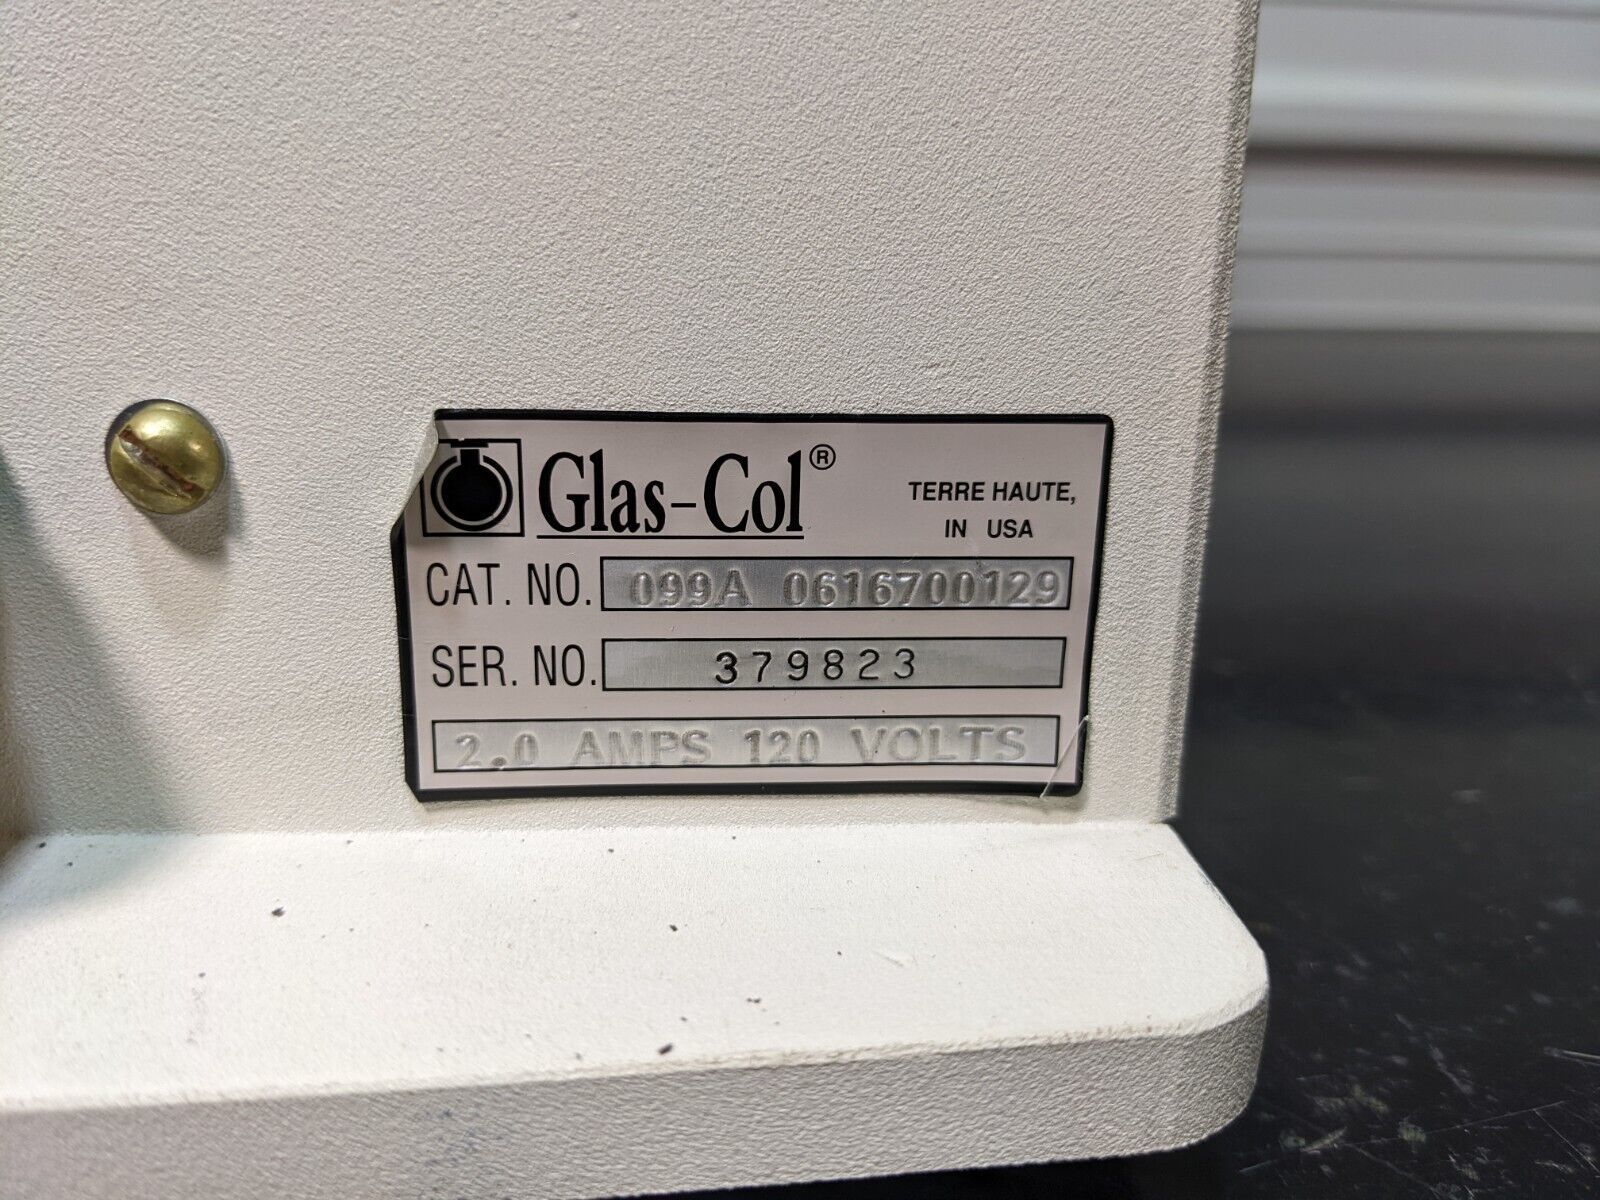 Glas-Col®
TERRE HAUTE,
IN USA
CAT. NO. 099A 0616700129
SER. NO. 379823
2.0 AMPS 120 VOLTS